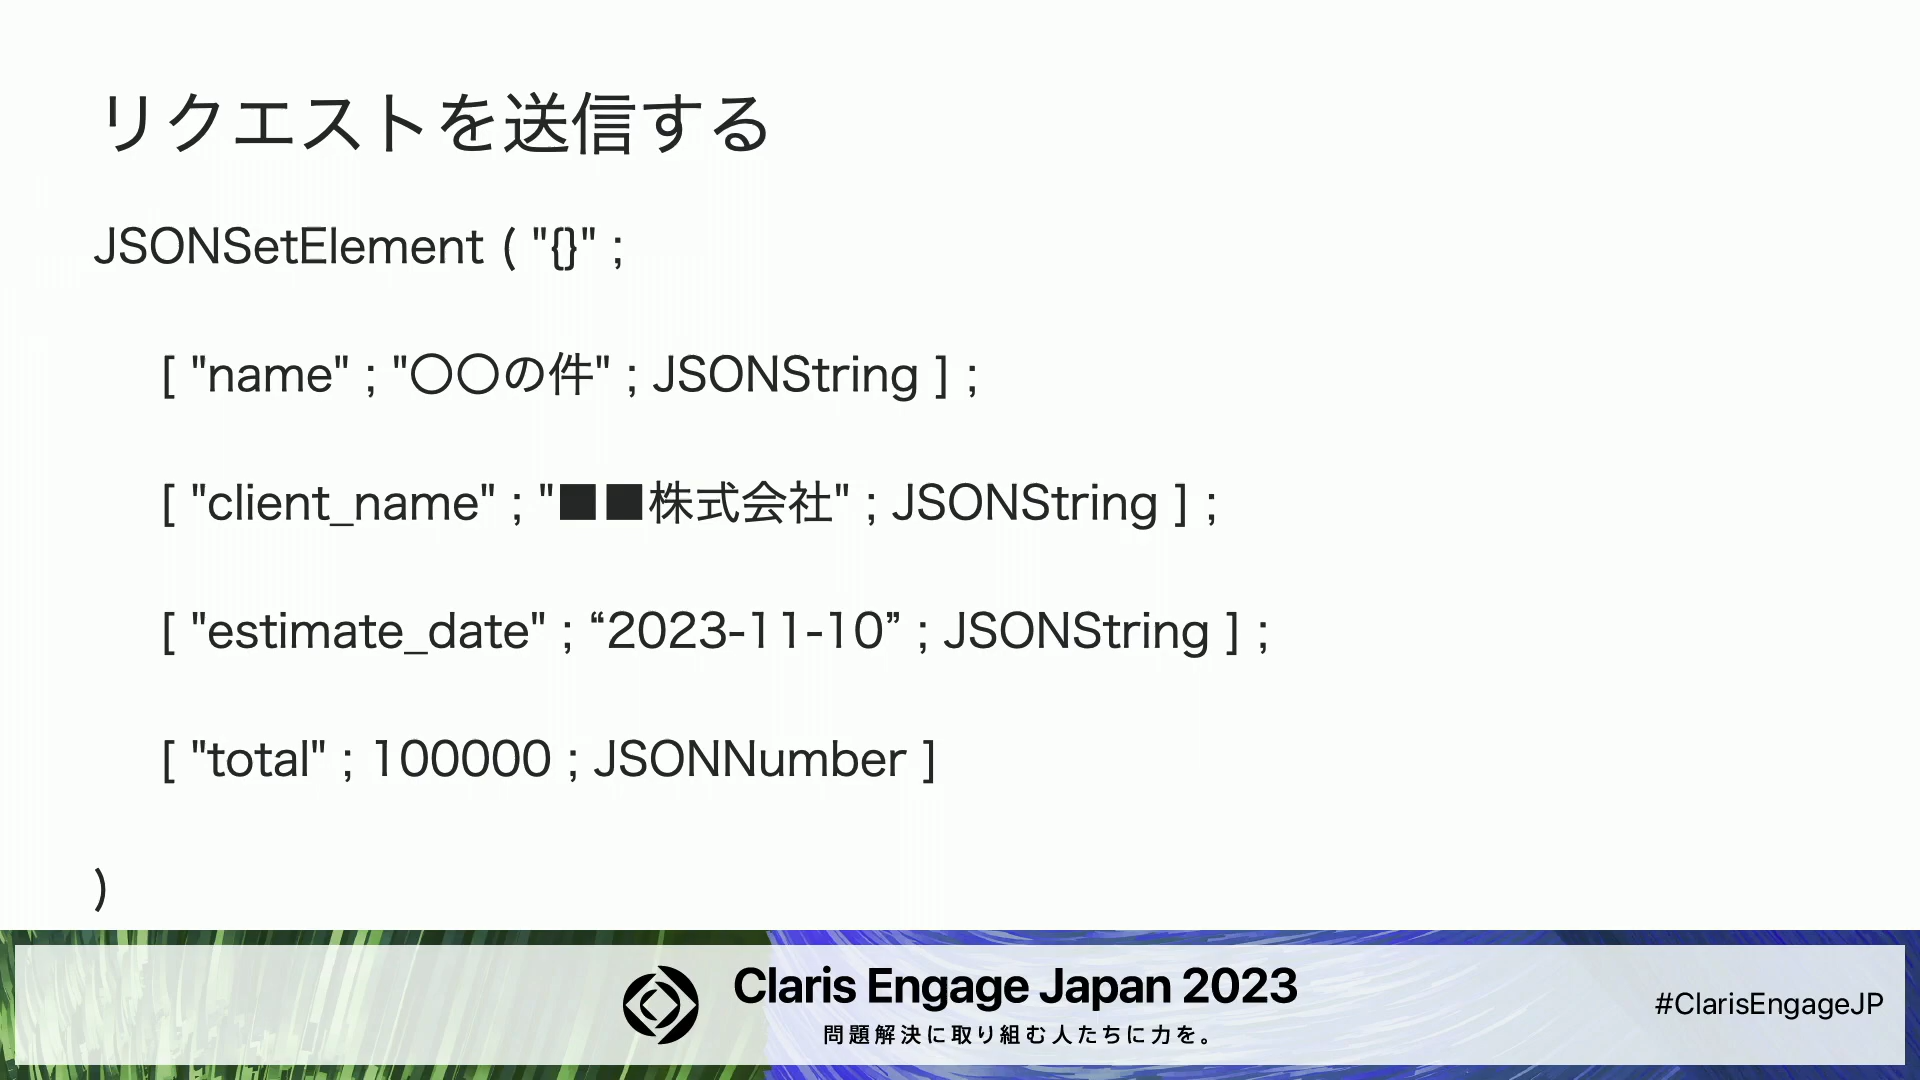 リクエストを送信する
JSONSetElement ( "{}" ;
[ "name" ; "〇〇の件" ; JSONString ] ;
[ "client_name" ; "■■株式会社" ; JSONString ] ;
[ "estimate_date" ; “2023-11-10” ; JSONString ] ;
[ "total" ; 100000 ; JSONNumber ]
)
Claris Engage Japan 2023
問題解決に取り組む人たちに力を。
#ClarisEngageJP